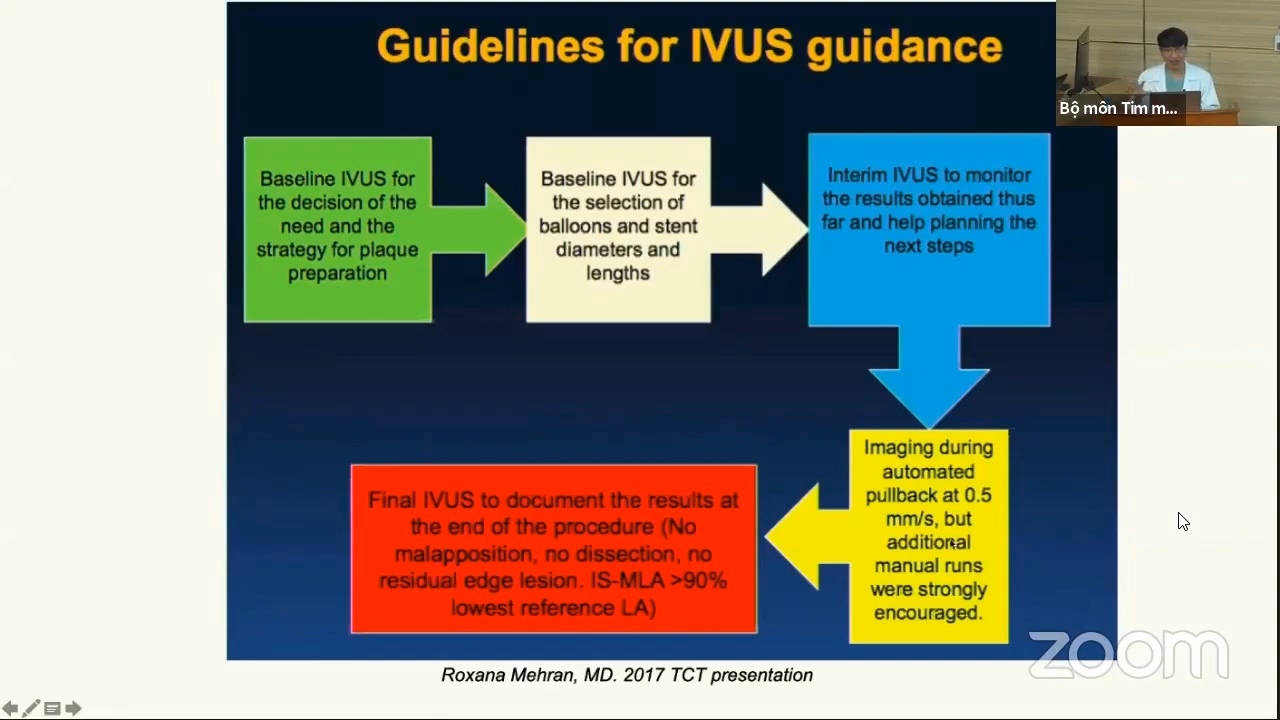 Guidelines for IVUS guidance
Bộ môn Tim m...
Baseline IVUS for
the decision of the
need and the
strategy for plaque
preparation
Baseline IVUS for
the selection of
balloons and stent
diameters and
lengths
Interim IVUS to monitor
the results obtained thus
far and help planning the
next steps
Imaging during
automated
pullback at 0.5
mm/s, but
additional
manual runs
were strongly
encouraged.
Final IVUS to document the results at
the end of the procedure (No
malapposition, no dissection, no
residual edge lesion. IS-MLA >90%
lowest reference LA)
zoom
Roxana Mehran, MD. 2017 TCT presentation